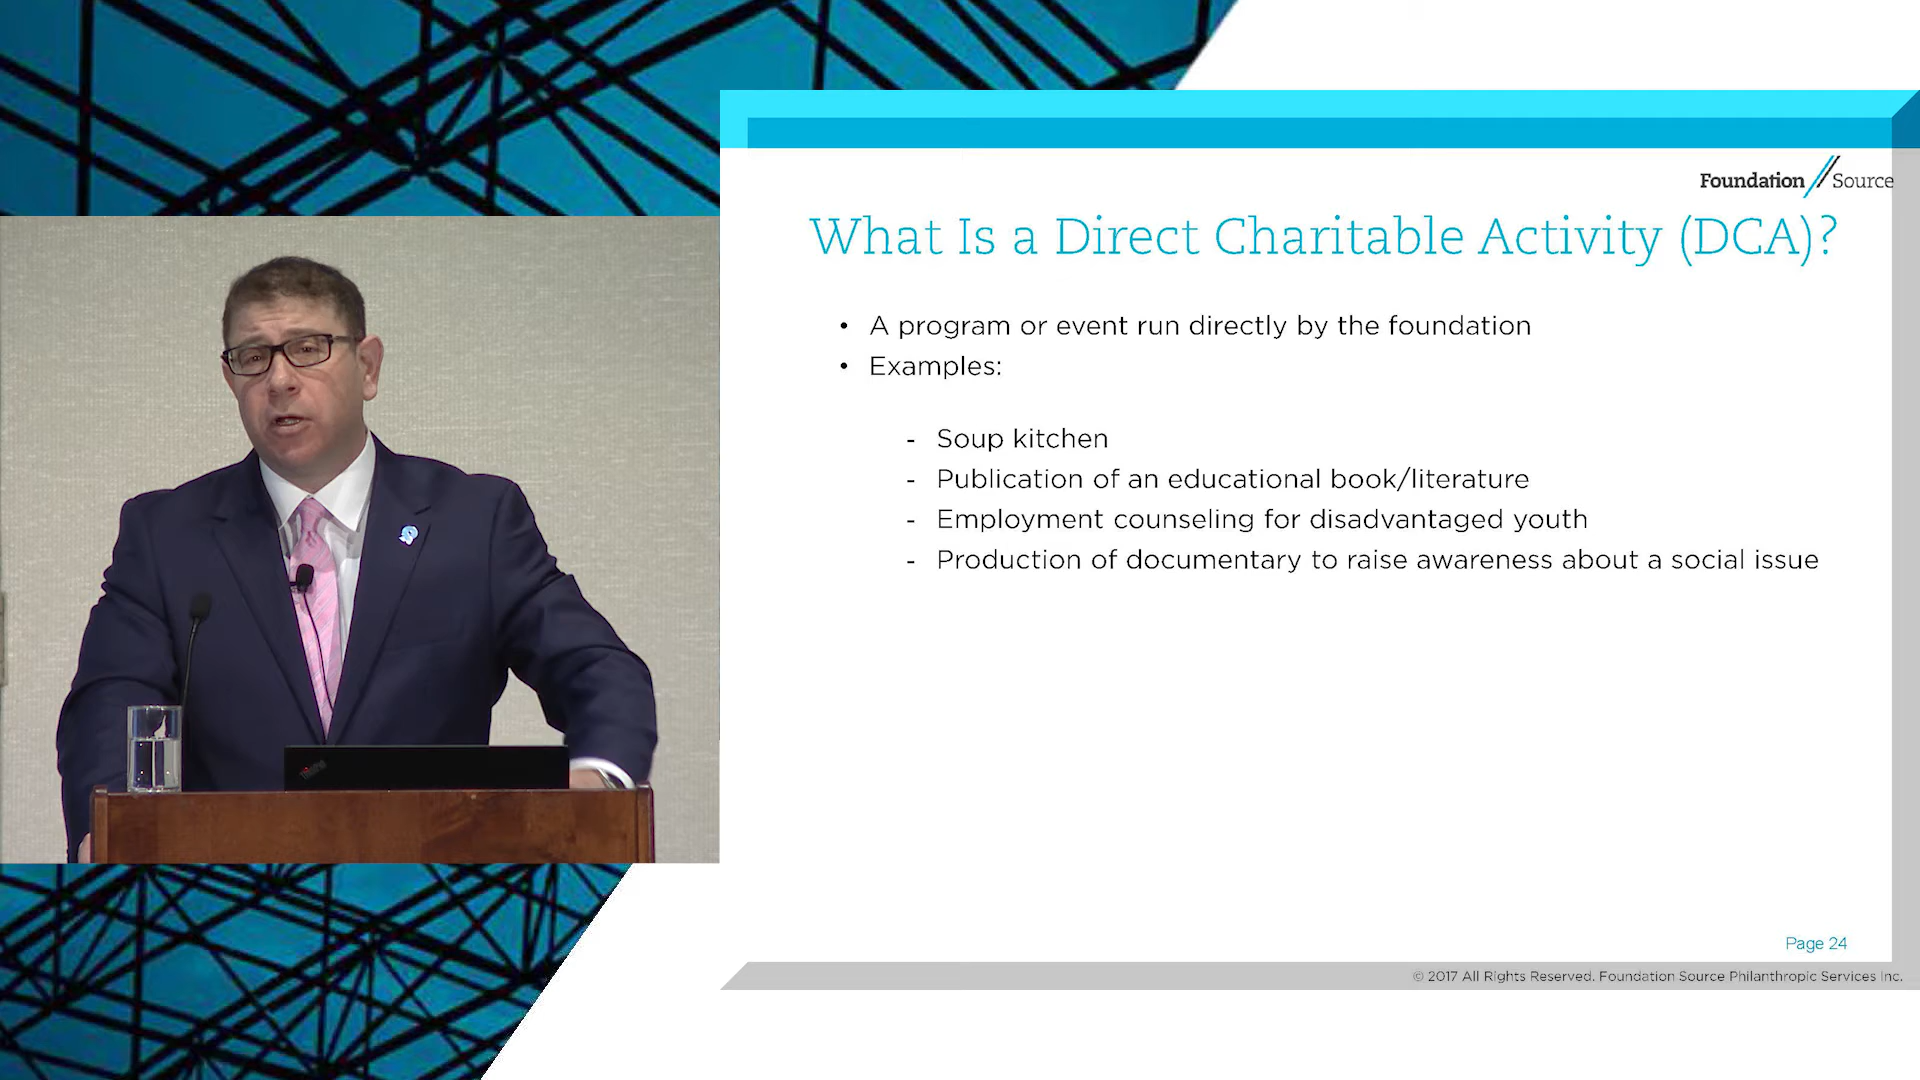 Foundation Source
What Is a Direct Charitable Activity (DCA)?
• A program or event run directly by the foundation
• Examples:
- Soup kitchen
- Publication of an educational book/literature
- Employment counseling for disadvantaged youth
- Production of documentary to raise awareness about a social issue
ThinkPad
Page 24
© 2017 All Rights Reserved. Foundation Source Philanthropic Services Inc.